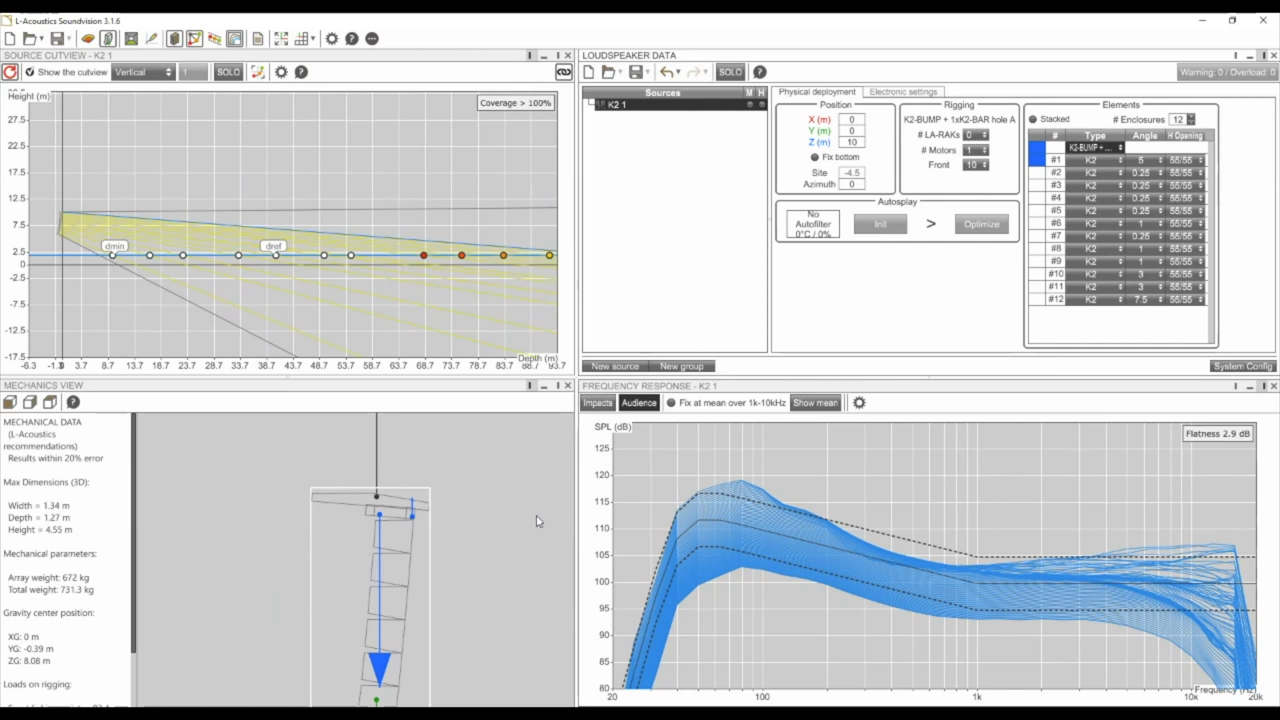 L-Acoustics Soundvision 3.1.6
SOURCE CUTVIEW - K2 1
Show the cutview Vertical 1 SOLO
Height (m)
Coverage > 100%
27.5
22.5
17.5
12.5
7.5
2.5
0
-2.5
-7.5
-12.5
-17.5
dmin dref
-6.3 3.7 8.7 13.7 18.7 23.7 28.7 33.7 38.7 43.7 48.7 53.7 58.7 63.7 68.7 73.7 78.7 83.7 88.7 93.7
Depth (m)
LOUDSPEAKER DATA
SOLO Warning: 0 / Overload: 0
Sources M H
K2 1
New source New group
Physical deployment Electronic settings
Position
X (m) 0
Y (m) 0
Z (m) 10
Fix bottom
Site -4.5
Azimuth 0
Rigging
K2-BUMP + 1xK2-BAR hole A
# LA-RAKs 0
# Motors 1
Front 10
Autosplay
No Autofilter 0°C / 0%
Init > Optimize
Elements
Stacked # Enclosures 12
# Type Angle H Opening
K2-BUMP + ...
#1 K2 5 55/55
#2 K2 0.25 55/55
#3 K2 0.25 55/55
#4 K2 0.25 55/55
#5 K2 0.25 55/55
#6 K2 1 55/55
#7 K2 0.25 55/55
#8 K2 1 55/55
#9 K2 1 55/55
#10 K2 3 55/55
#11 K2 3 55/55
#12 K2 7.5 55/55
System Config
MECHANICS VIEW
MECHANICAL DATA
(L-Acoustics
recommendations)
Results within 20% error
Max Dimensions (3D):
Width = 1.34 m
Depth = 1.27 m
Height = 4.55 m
Mechanical parameters:
Array weight: 672 kg
Total weight: 731.3 kg
Gravity center position:
XG: 0 m
YG: -0.39 m
ZG: 8.08 m
Loads on rigging:
FREQUENCY RESPONSE - K2 1
Impacts Audience Fix at mean over 1k-10kHz Show mean
SPL (dB)
Flatness 2.9 dB
125
120
115
110
105
100
95
90
85
80
20 100 1k 10k 20k
Frequency (Hz)